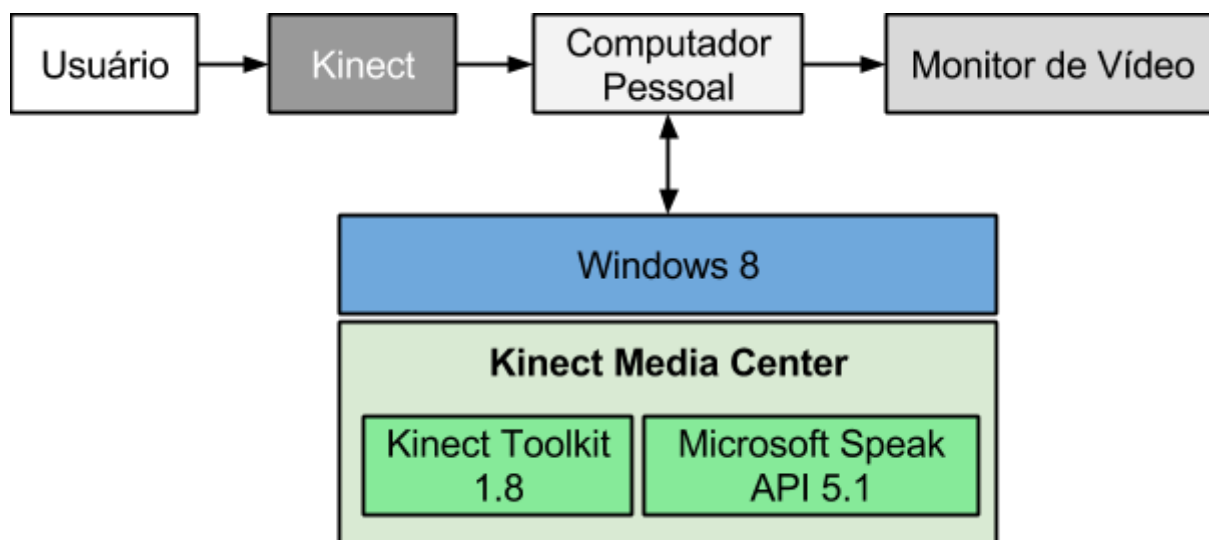 Usuário
Kinect
Computador
Pessoal
Monitor de Vídeo
Windows 8
Kinect Media Center
Kinect Toolkit
1.8
Microsoft Speak
API 5.1